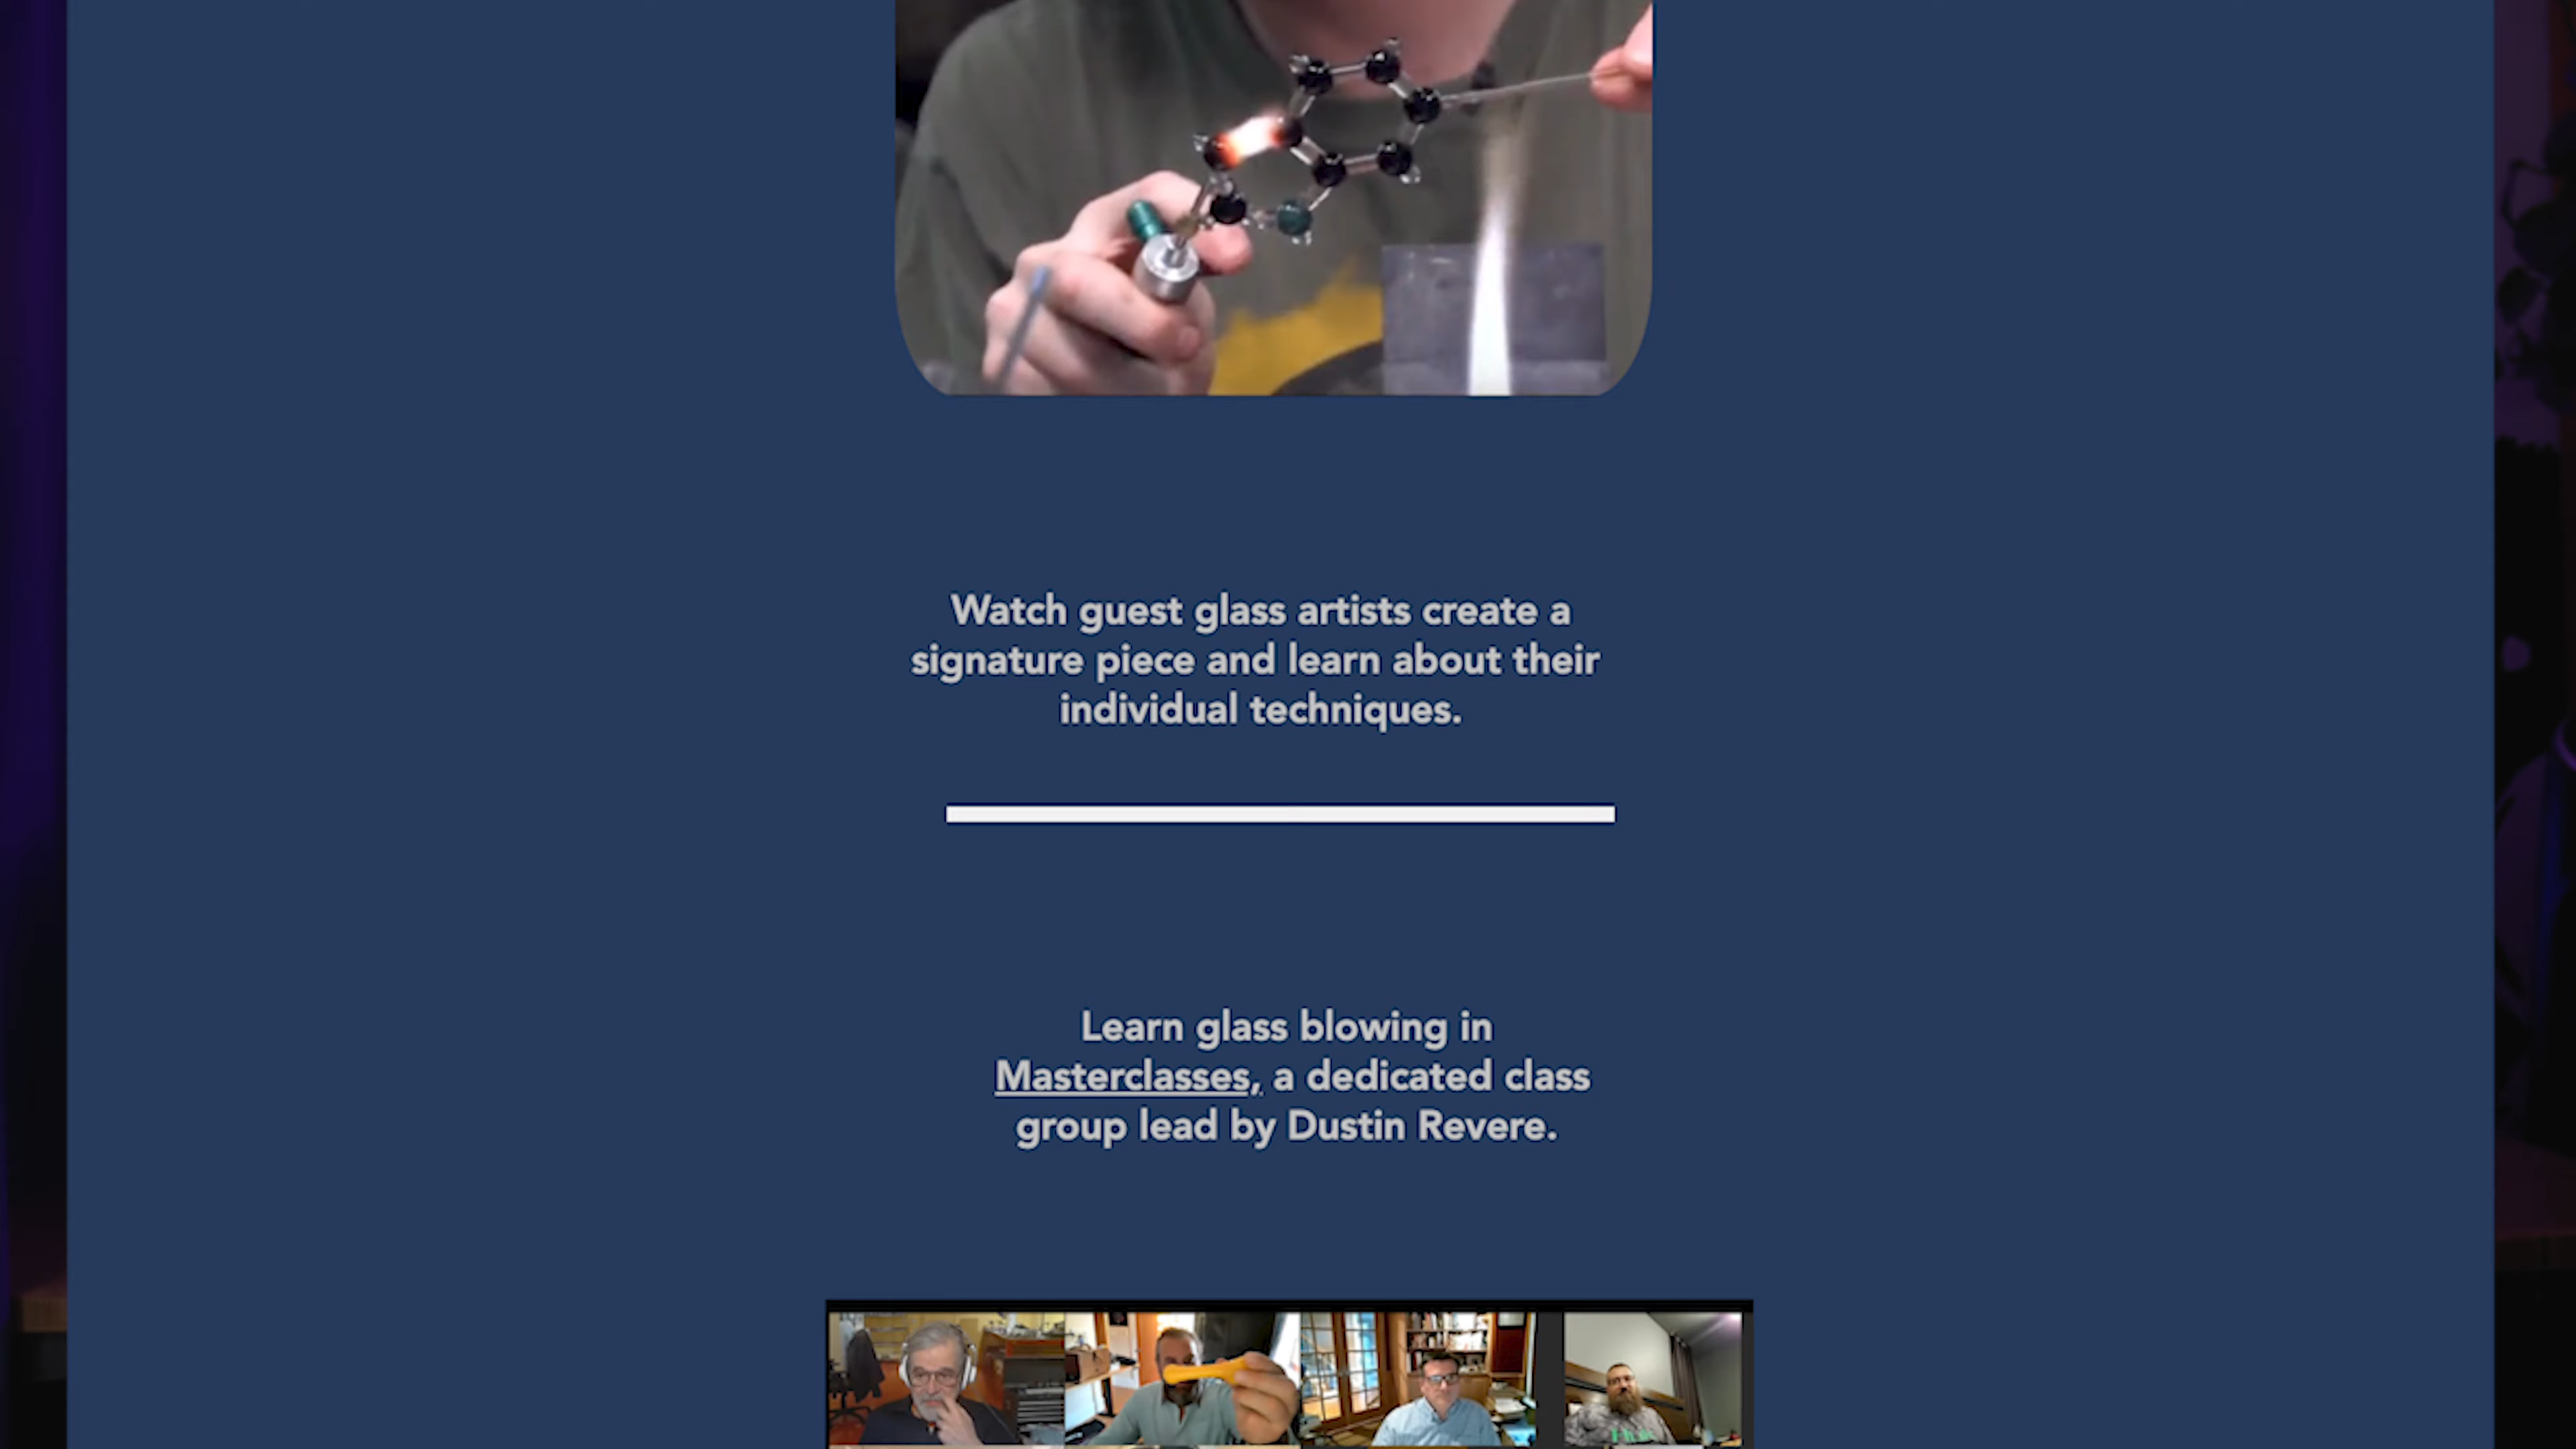 Watch guest glass artists create a
signature piece and learn about their
individual techniques.
Learn glass blowing in
Masterclasses, a dedicated class
group lead by Dustin Revere.